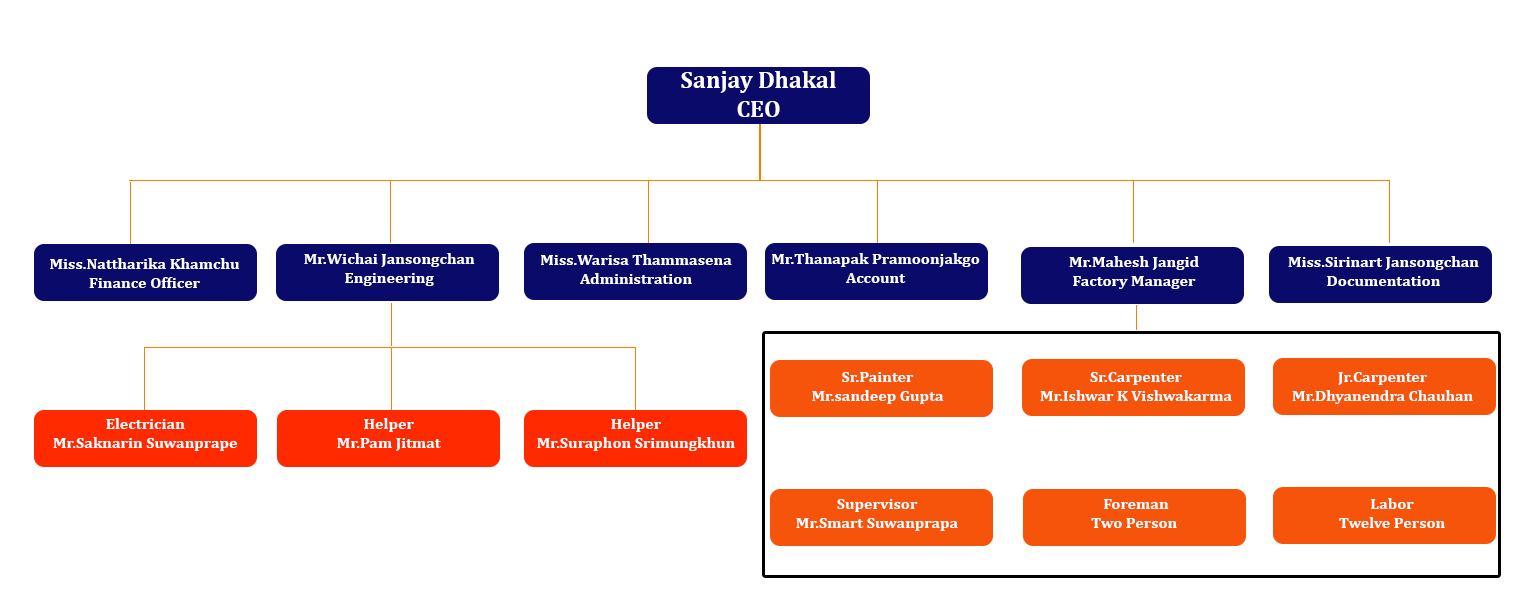 Sanjay Dhakal
CEO
Miss.Nattharika Khamchu
Finance Officer
Mr.Wichai Jansongchan
Engineering
Miss.Warisa Thammasena
Administration
Mr.Thanapak Pramoonjakgo
Account
Mr.Mahesh Jangid
Factory Manager
Miss.Sirinart Jansongchan
Documentation
Electrician
Mr.Saknarin Suwanprape
Helper
Mr.Pam Jitmat
Helper
Mr.Suraphon Srimungkhun
Sr.Painter
Mr.sandeep Gupta
Sr.Carpenter
Mr.Ishwar K Vishwakarma
Jr.Carpenter
Mr.Dhyanendra Chauhan
Supervisor
Mr.Smart Suwanprapa
Foreman
Two Person
Labor
Twelve Person